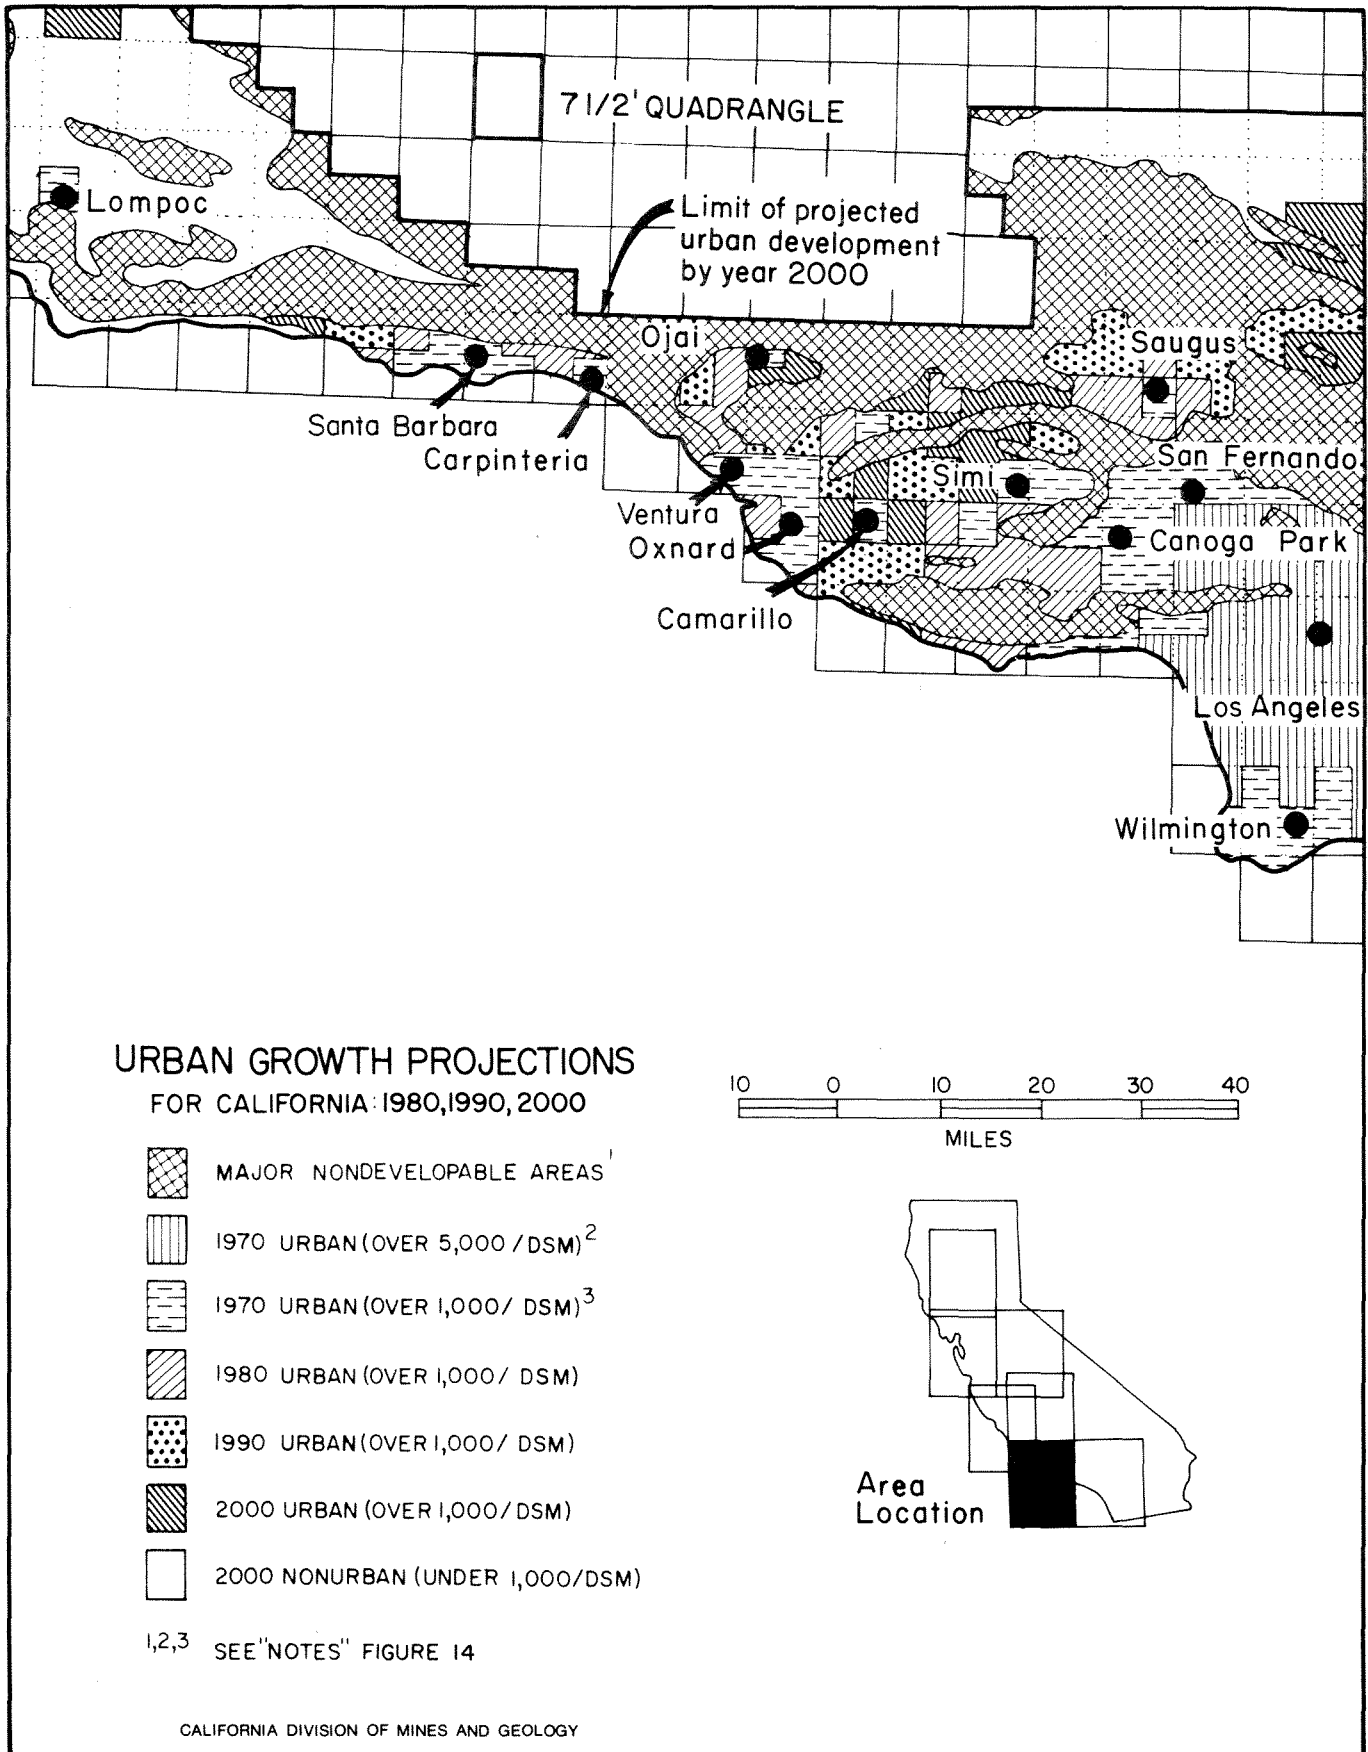 7 1/2' QUADRANGLE
Lompoc
Limit of projected
urban development
by year 2000
Ojai
Saugus
Santa Barbara
Carpinteria
San Fernando
Simi
Ventura
Oxnard
Canoga Park
Camarillo
Los Angeles
Wilmington
URBAN GROWTH PROJECTIONS
FOR CALIFORNIA: 1980, 1990, 2000
10 0 10 20 30 40
MILES
MAJOR NONDEVELOPABLE AREAS 1
1970 URBAN (OVER 5,000 / DSM) 2
1970 URBAN (OVER 1,000/ DSM) 3
1980 URBAN (OVER 1,000/ DSM)
1990 URBAN (OVER 1,000/ DSM)
2000 URBAN (OVER 1,000/DSM)
2000 NONURBAN (UNDER 1,000/DSM)
Area
Location
1,2,3 SEE "NOTES" FIGURE 14
CALIFORNIA DIVISION OF MINES AND GEOLOGY